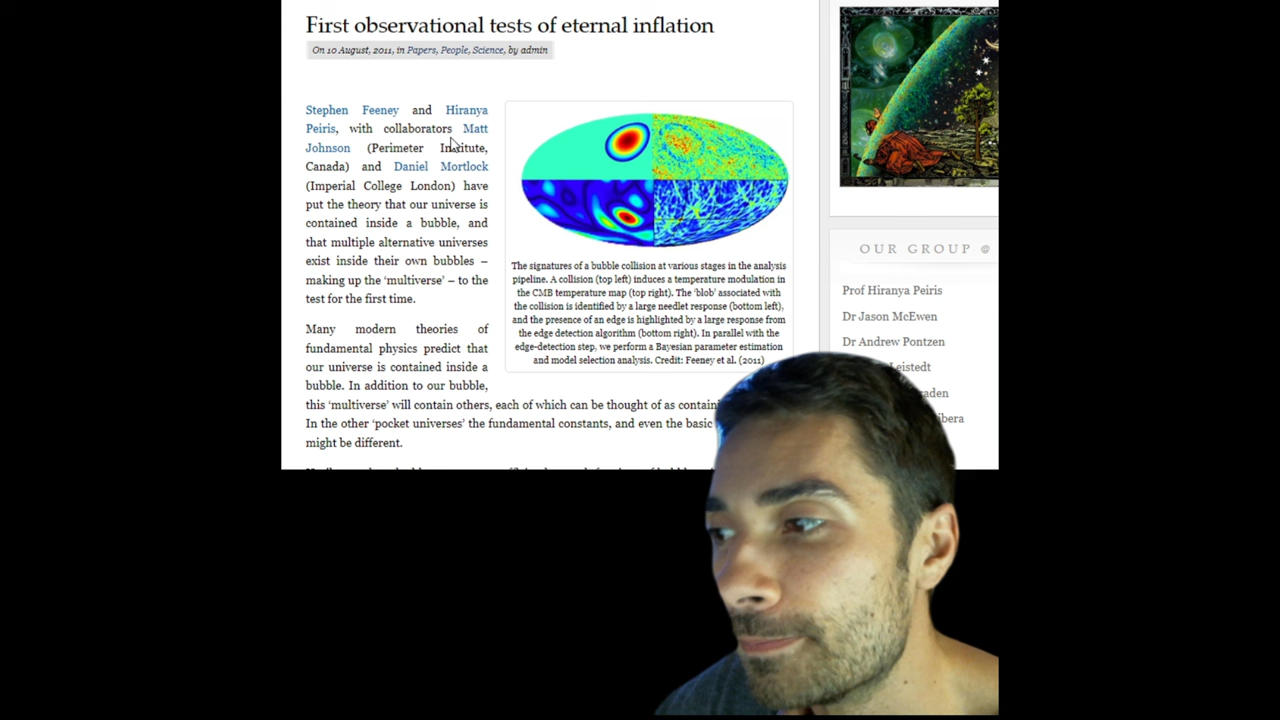 First observational tests of eternal inflation
On 10 August, 2011, in Papers, People, Science, by admin
Stephen Feeney and Hiranya
Peiris, with collaborators Matt
Johnson (Perimeter Institute,
Canada) and Daniel Mortlock
(Imperial College London) have
put the theory that our universe is
contained inside a bubble, and
that multiple alternative universes
exist inside their own bubbles –
making up the ‘multiverse’ – to the
test for the first time.
Many modern theories of
fundamental physics predict that
our universe is contained inside a
bubble. In addition to our bubble,
this ‘multiverse’ will contain others, each of which can be thought of as
In the other ‘pocket universes’ the fundamental constants, and even the basic
might be different.
The signatures of a bubble collision at various stages in the analysis
pipeline. A collision (top left) induces a temperature modulation in
the CMB temperature map (top right). The ‘blob’ associated with
the collision is identified by a large needlet response (bottom left),
and the presence of an edge is highlighted by a large response from
the edge detection algorithm (bottom right). In parallel with the
edge-detection step, we perform a Bayesian parameter estimation
and model selection analysis. Credit: Feeney et al. (2011)
OUR GROUP @
Prof Hiranya Peiris
Dr Jason McEwen
Dr Andrew Pontzen
Leistedt